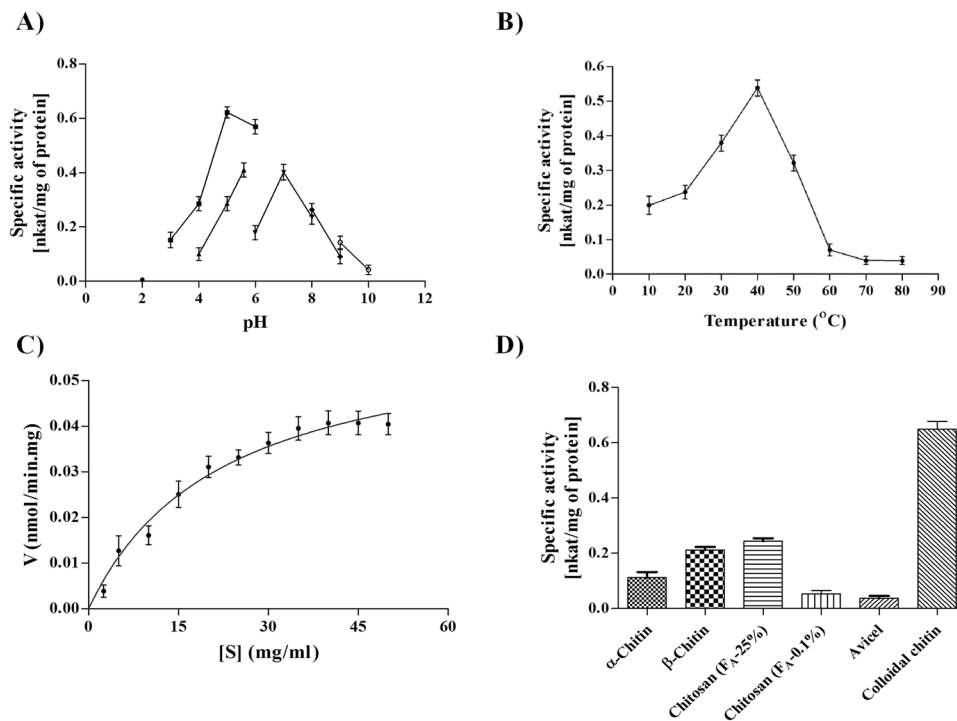 A)
Specific activity
[nkat/mg of protein]
0.8
0.6
0.4
0.2
0.0
0 2 4 6 8 10 12
pH
B)
Specific activity
[nkat/mg of protein]
0.6
0.5
0.4
0.3
0.2
0.1
0.0
0 10 20 30 40 50 60 70 80 90
Temperature (°C)
C)
V (nmol/min.mg)
0.05
0.04
0.03
0.02
0.01
0.00
0 15 30 45 60
[S] (mg/ml)
D)
Specific activity
[nkat/mg of protein]
0.8
0.6
0.4
0.2
0.0
α-Chitin
β-Chitin
Chitosan (FA-25%)
Chitosan (FA-0.1%)
Avicel
Colloidal chitin